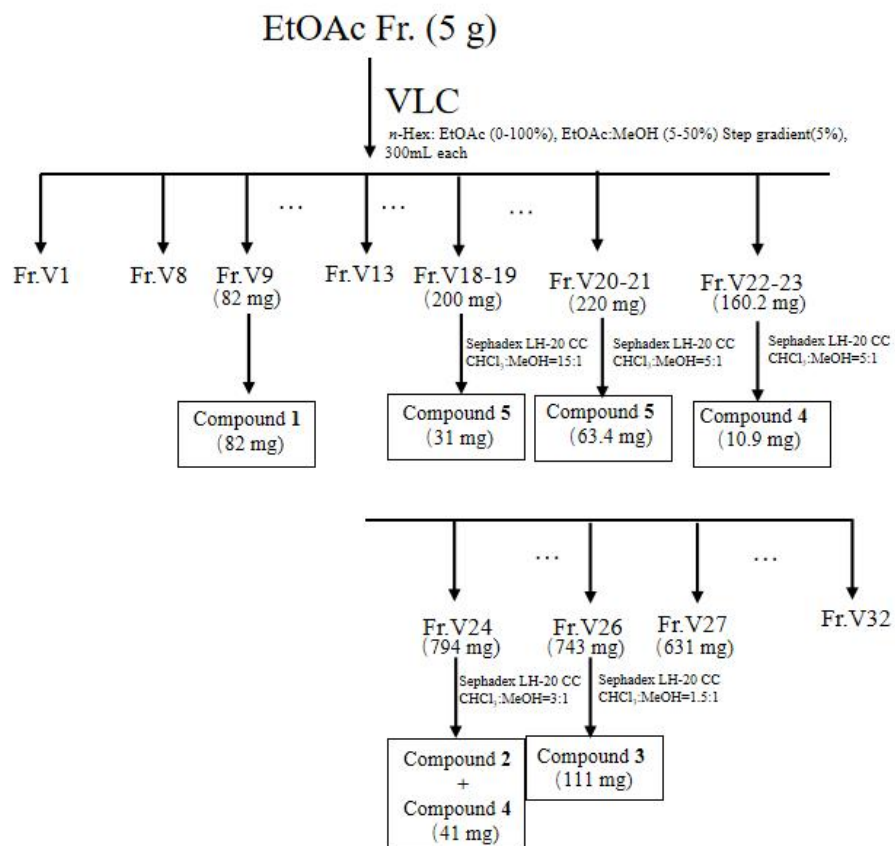 EtOAc Fr. (5 g)
VLC
n-Hex: EtOAc (0-100%), EtOAc:MeOH (5-50%) Step gradient(5%),
300mL each
... ... ...
Fr.V1 Fr.V8 Fr.V9 Fr.V13 Fr.V18-19 Fr.V20-21 Fr.V22-23
(82 mg) (200 mg) (220 mg) (160.2 mg)
Sephadex LH-20 CC Sephadex LH-20 CC Sephadex LH-20 CC
CHCl₃:MeOH=15:1 CHCl₃:MeOH=5:1 CHCl₃:MeOH=5:1
Compound 1 Compound 5 Compound 5 Compound 4
(82 mg) (31 mg) (63.4 mg) (10.9 mg)
... ...
Fr.V24 Fr.V26 Fr.V27 Fr.V32
(794 mg) (743 mg) (631 mg)
Sephadex LH-20 CC Sephadex LH-20 CC
CHCl₃:MeOH=3:1 CHCl₃:MeOH=1.5:1
Compound 2 Compound 3
+ (111 mg)
Compound 4
(41 mg)